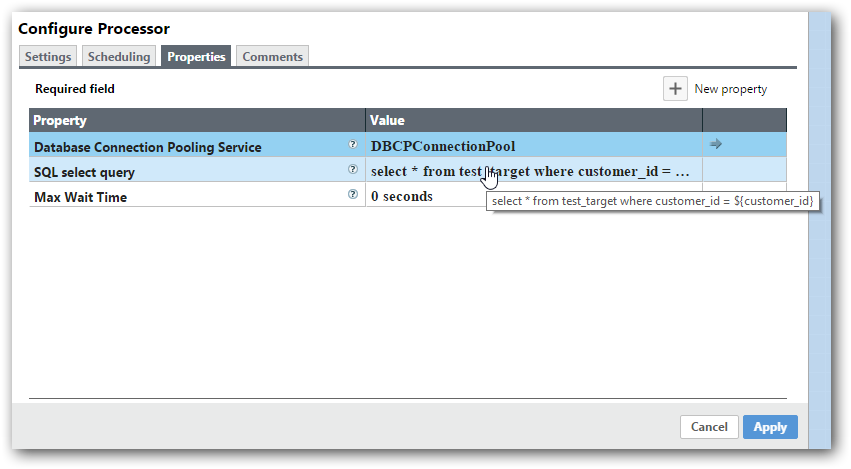 Configure Processor
Settings Scheduling Properties Comments
Required field New property
Property Value
Database Connection Pooling Service DBCPConnectionPool
SQL select query select * from test_target where customer_id = ...
Max Wait Time 0 seconds
select * from test_target where customer_id = ${customer_id}
Cancel Apply